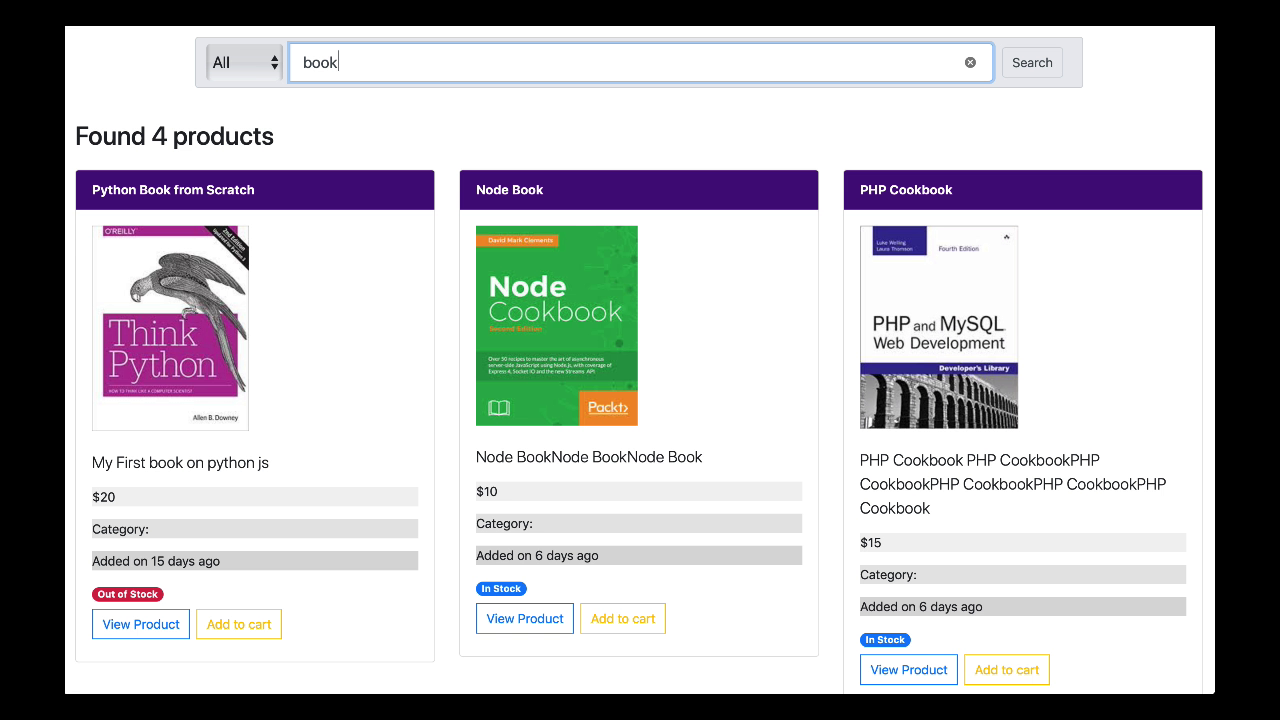 All
book
Search
Found 4 products
Python Book from Scratch
O'REILLY
2nd Edition
Think
Python
HOW TO THINK LIKE A COMPUTER SCIENTIST
Allen B. Downey
My First book on python js
$20
Category:
Added on 15 days ago
Out of Stock
View Product
Add to cart
Node Book
David Mark Clements
Node
Cookbook
Second Edition
Over 50 recipes to master the art of asynchronous
server-side JavaScript using Node.js, with coverage of
Express 4, Socket.IO and the new Streams API
Packt>
Node BookNode BookNode Book
$10
Category:
Added on 6 days ago
In Stock
View Product
Add to cart
PHP Cookbook
Luke Welling
Laura Thomson
Fourth Edition
PHP and MySQL
Web Development
Developer's Library
PHP Cookbook PHP CookbookPHP
CookbookPHP CookbookPHP CookbookPHP
Cookbook
$15
Category:
Added on 6 days ago
In Stock
View Product
Add to cart